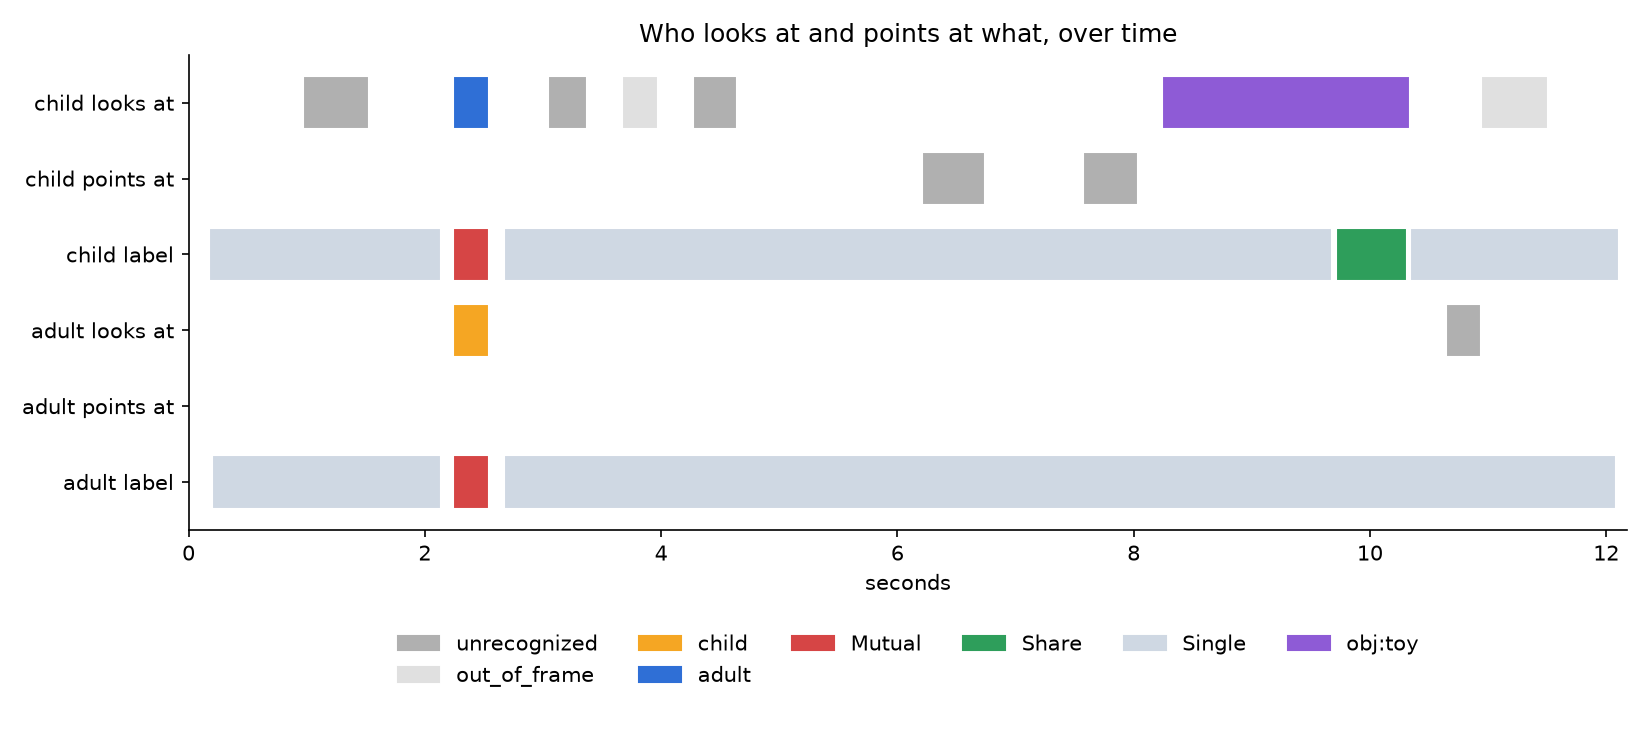 Who looks at and points at what, over time
child looks at
child points at
child label
adult looks at
adult points at
adult label
0 2 4 6 8 10 12
seconds
unrecognized child Mutual Share Single obj:toy
out_of_frame adult